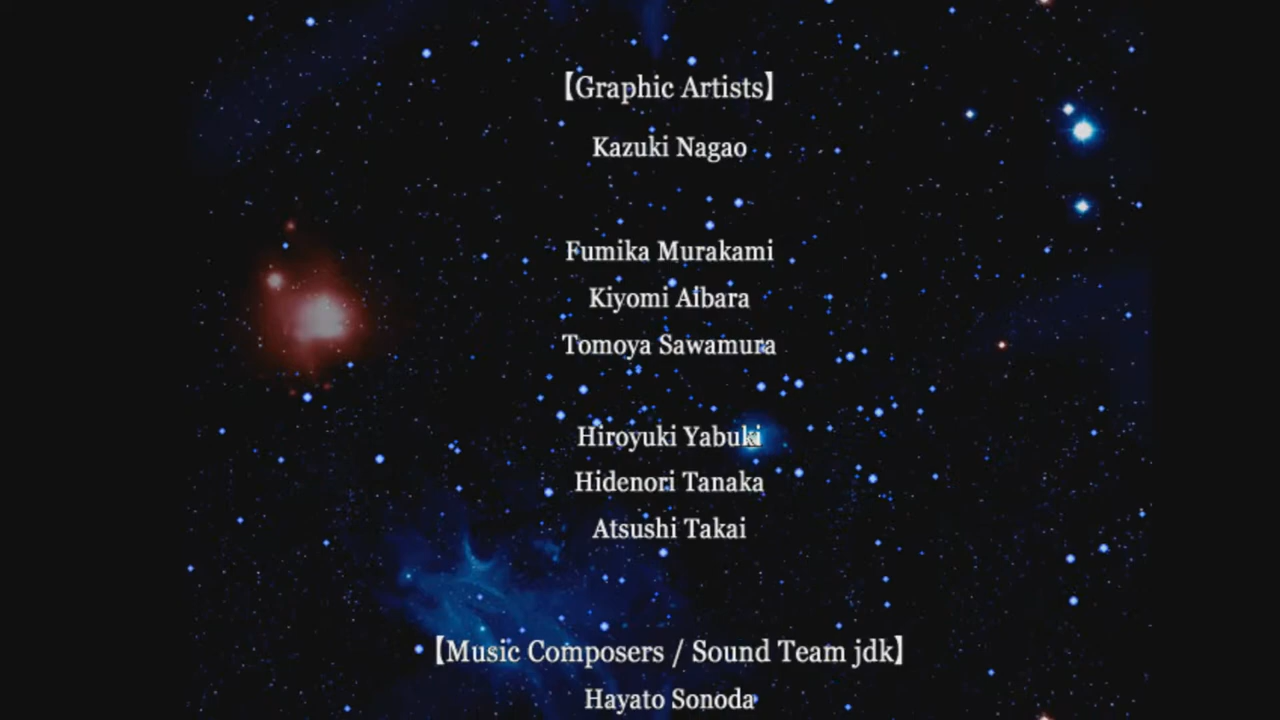 【Graphic Artists】
Kazuki Nagao
Fumika Murakami
Kiyomi Aibara
Tomoya Sawamura
Hiroyuki Yabuki
Hidenori Tanaka
Atsushi Takai
【Music Composers / Sound Team jdk】
Hayato Sonoda